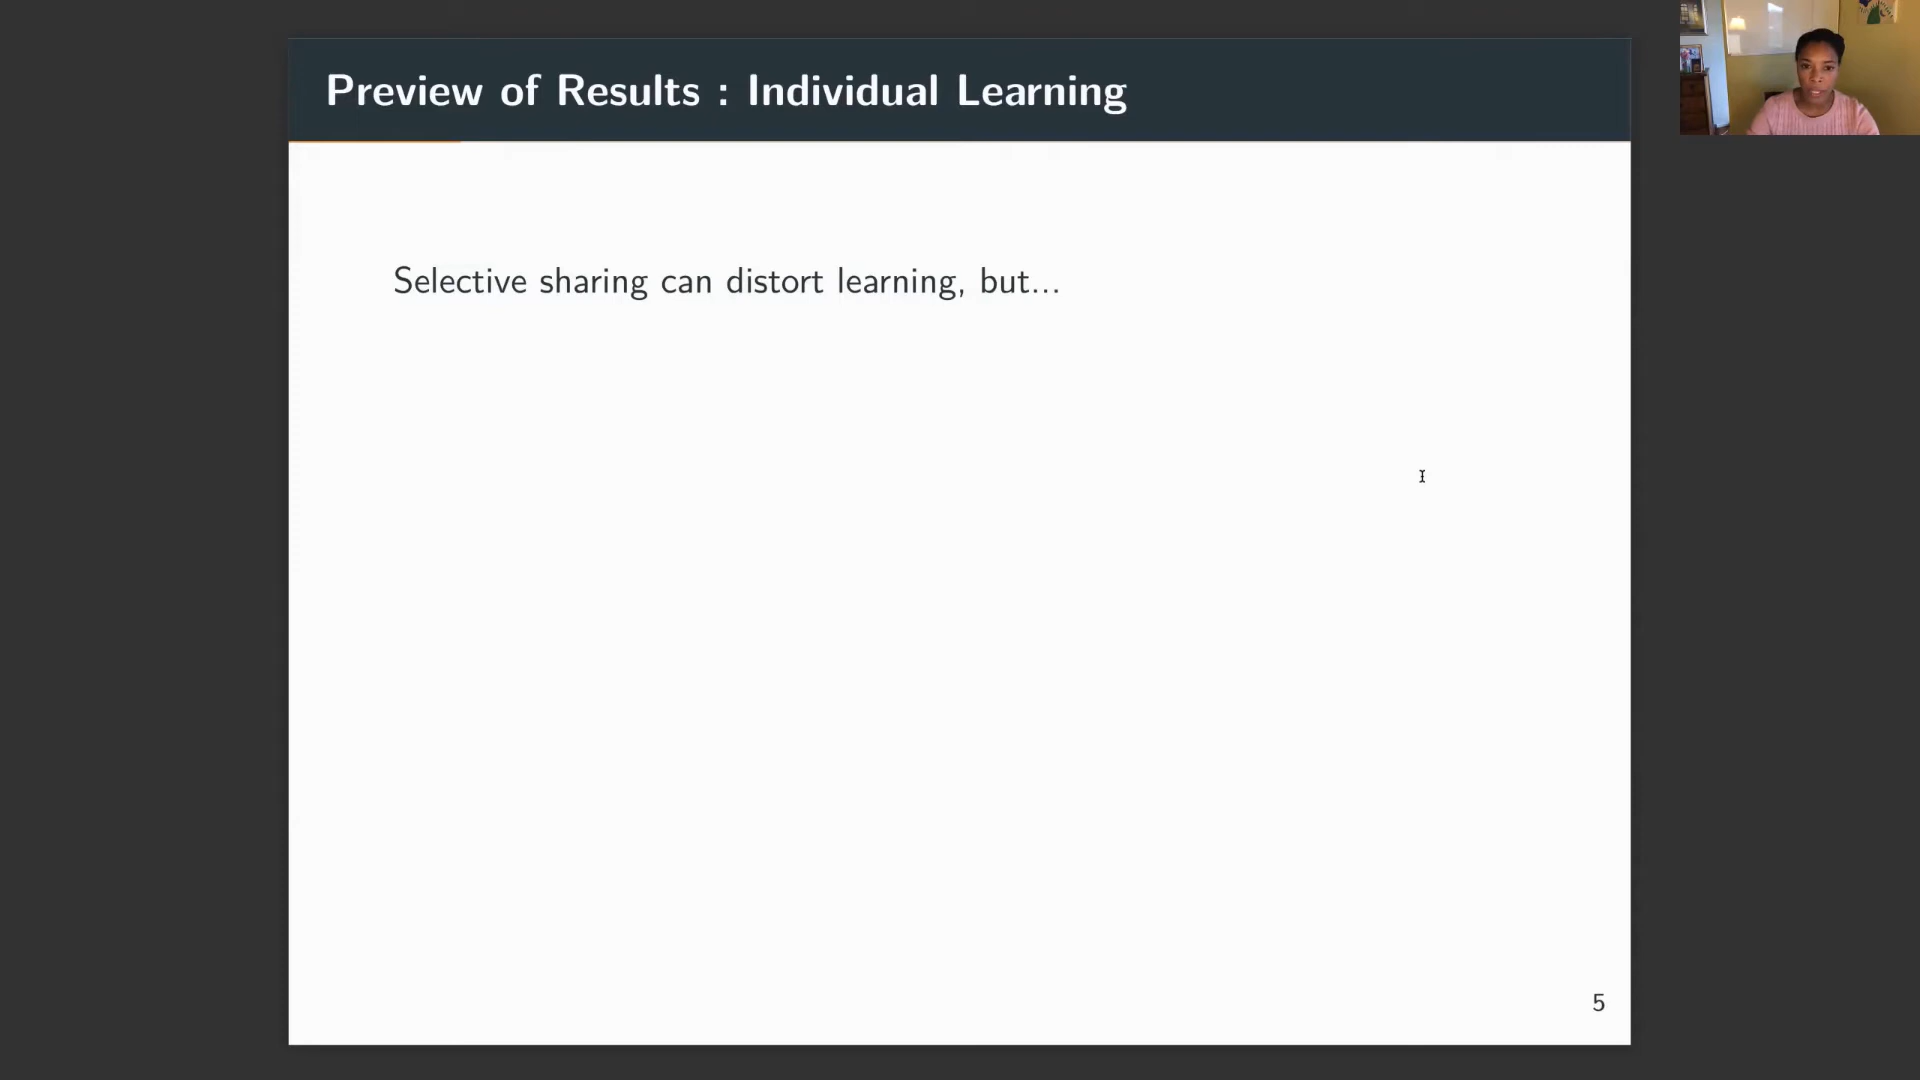 Preview of Results : Individual Learning
Selective sharing can distort learning, but...
5